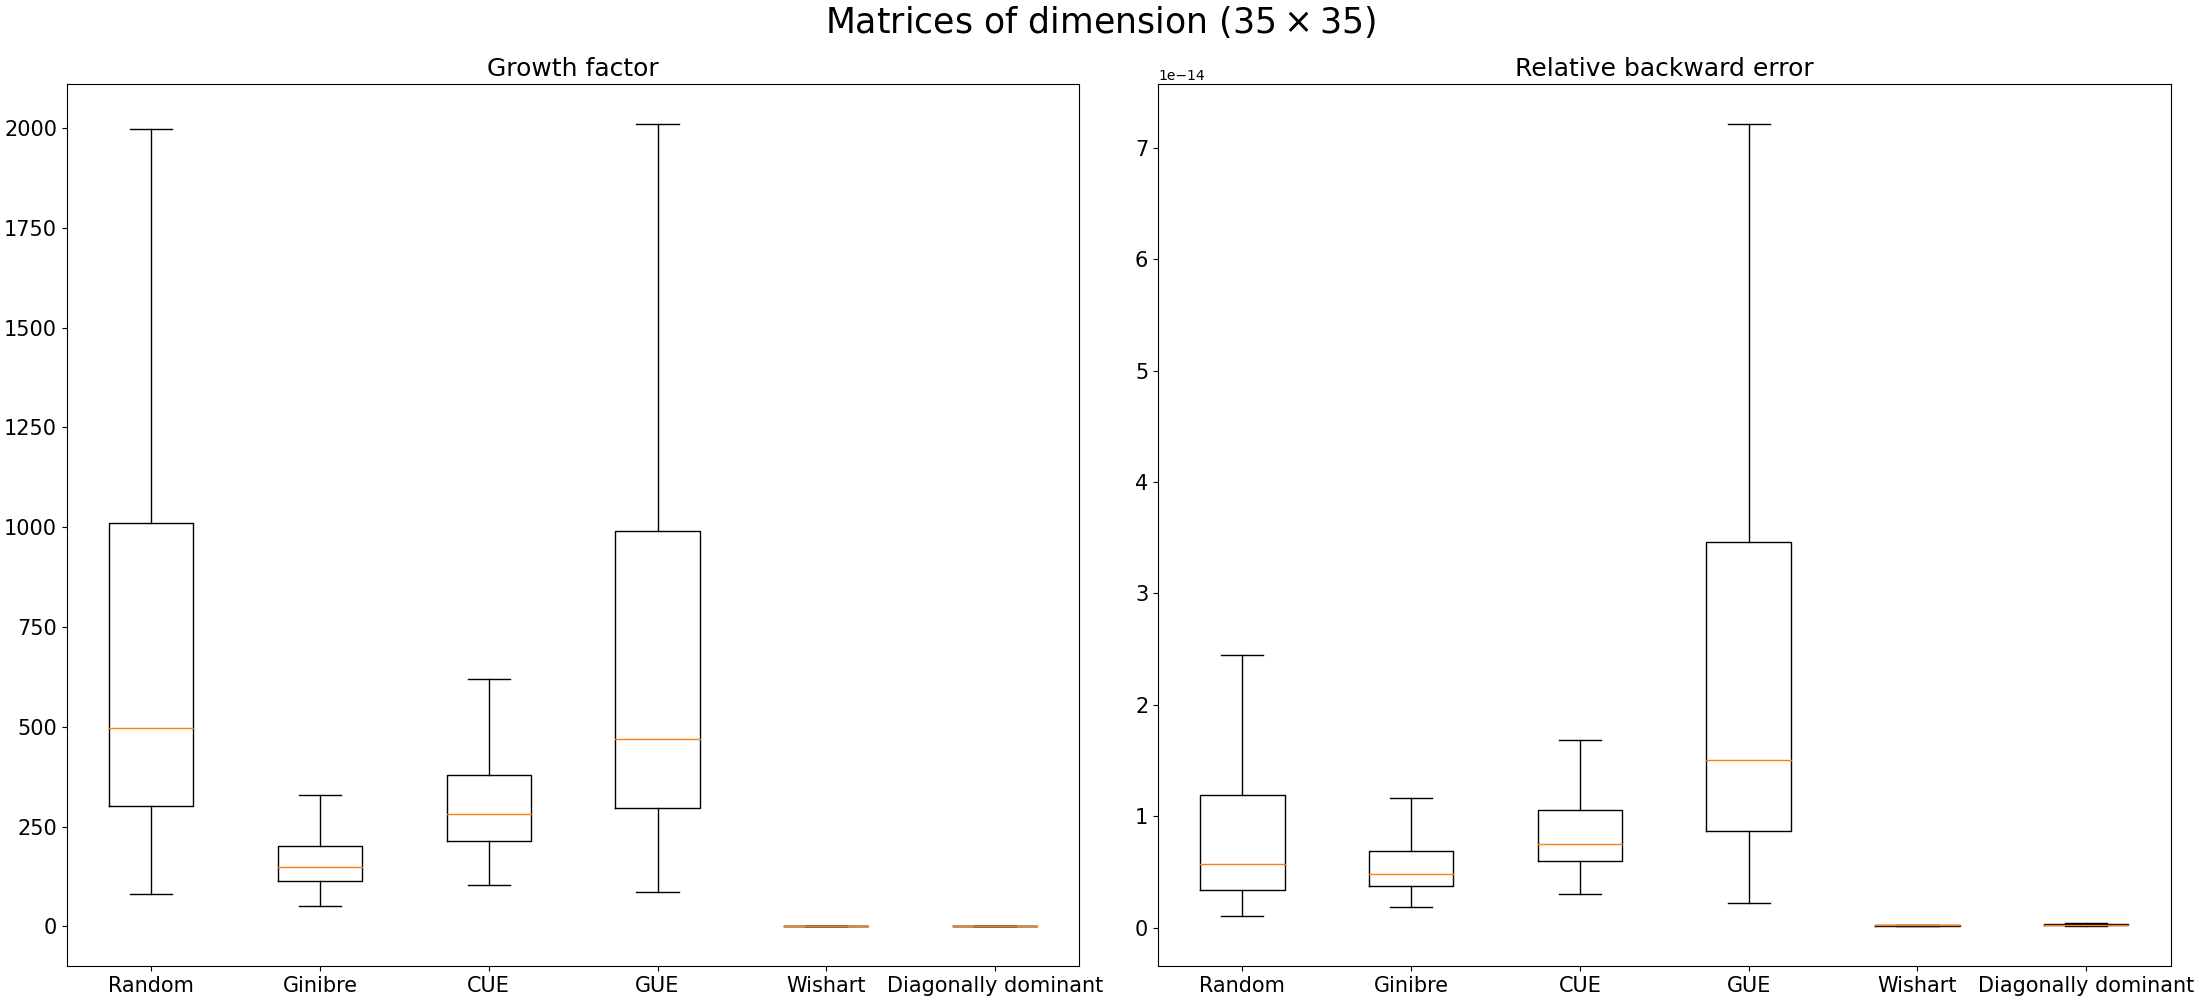 Matrices of dimension (35 × 35)
Growth factor
2000
1750
1500
1250
1000
750
500
250
0
Random Ginibre CUE GUE Wishart Diagonally dominant
Relative backward error
1e−14
7
6
5
4
3
2
1
0
Random Ginibre CUE GUE Wishart Diagonally dominant